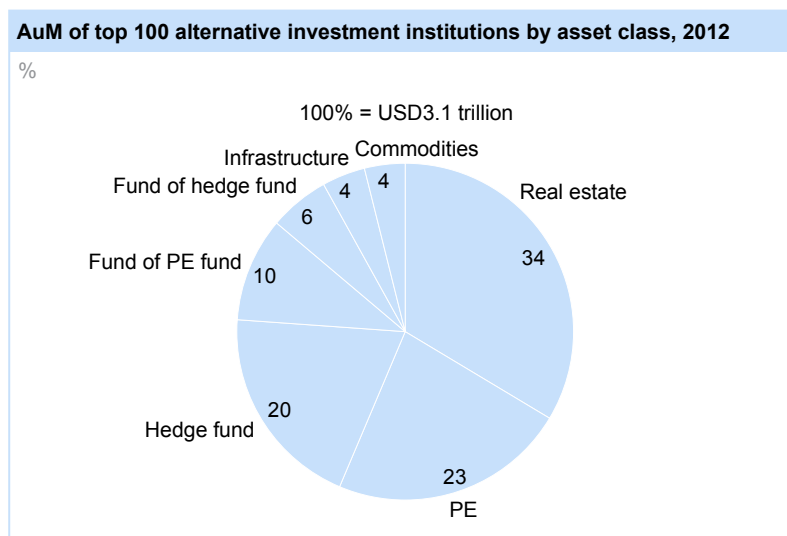 AuM of top 100 alternative investment institutions by asset class, 2012
%
100% = USD3.1 trillion
Commodities
4
Infrastructure
4
Fund of hedge fund
6
Real estate
34
Fund of PE fund
10
Hedge fund
20
23
PE